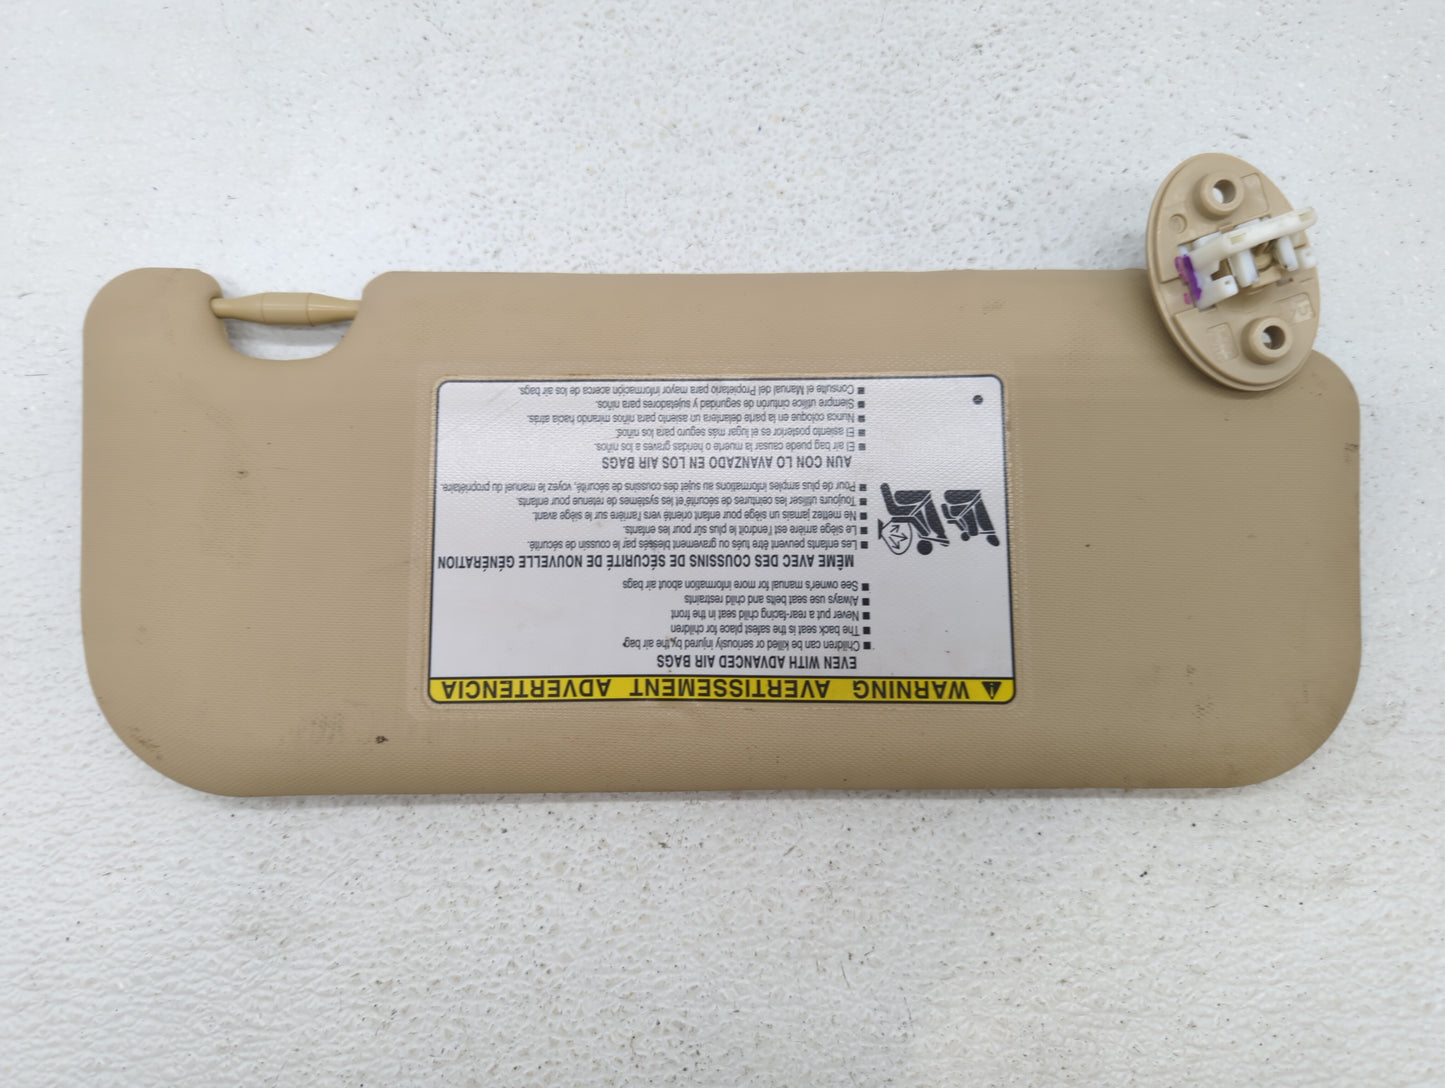 WARNING AVERTISSEMENT ADVERTENCIA
EVEN WITH ADVANCED AIR BAGS
■ Children can be killed or seriously injured by the air bag
■ The back seat is the safest place for children
■ Never put a rear-facing child seat in the front
■ Always use seat belts and child restraints
■ See owner's manual for more information about air bags
MÊME AVEC DES COUSSINS DE SÉCURITÉ DE NOUVELLE GÉNÉRATION
■ Les enfants peuvent être tués ou gravement blessés par le coussin de sécurité.
■ Le siège arrière est l'endroit le plus sûr pour les enfants.
■ Ne mettez jamais un siège pour enfant orienté vers l'arrière sur le siège avant.
■ Toujours utiliser les ceintures de sécurité et les systèmes de retenue pour enfants.
■ Pour de plus amples informations au sujet des coussins de sécurité, voyez le manuel du propriétaire.
AUN CON LO AVANZADO EN LOS AIR BAGS
■ El air bag puede causar la muerte o heridas graves a los niños.
■ El asiento posterior es el lugar más seguro para los niños.
■ Nunca coloque en la parte delantera un asiento para niños mirando hacia atrás.
■ Siempre utilice cinturón de seguridad y sujetadores para niños.
■ Consulte el Manual del Propietario para mayor información acerca de los air bags.